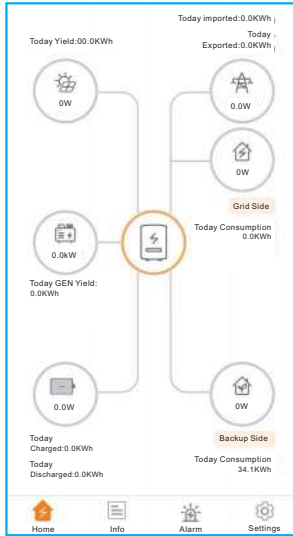 Today imported:0.0KWh
Today Yield:00.0KWh
Today
Exported:0.0KWh
0W
0.0W
0W
Grid Side
Today Consumption
0.0KWh
0.0kW
Today GEN Yield:
0.0KWh
0.0W
0W
Today
Charged:0.0KWh
Today
Discharged:0.0KWh
Backup Side
Today Consumption
34.1KWh
Home
Info
Alarm
Settings